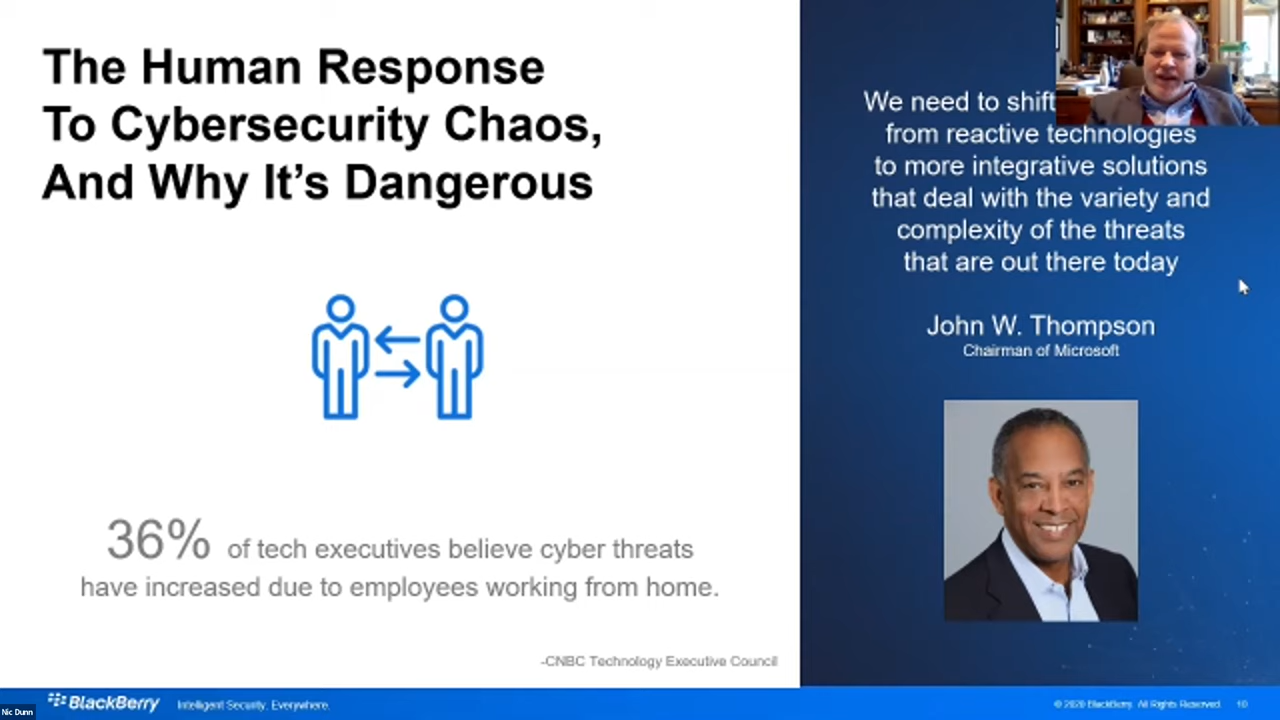 The Human Response
To Cybersecurity Chaos,
And Why It’s Dangerous
36% of tech executives believe cyber threats
have increased due to employees working from home.
-CNBC Technology Executive Council
We need to shift
from reactive technologies
to more integrative solutions
that deal with the variety and
complexity of the threats
that are out there today
John W. Thompson
Chairman of Microsoft
BlackBerry Intelligent Security. Everywhere.
© 2020 BlackBerry. All Rights Reserved. 10
Nic Dunn